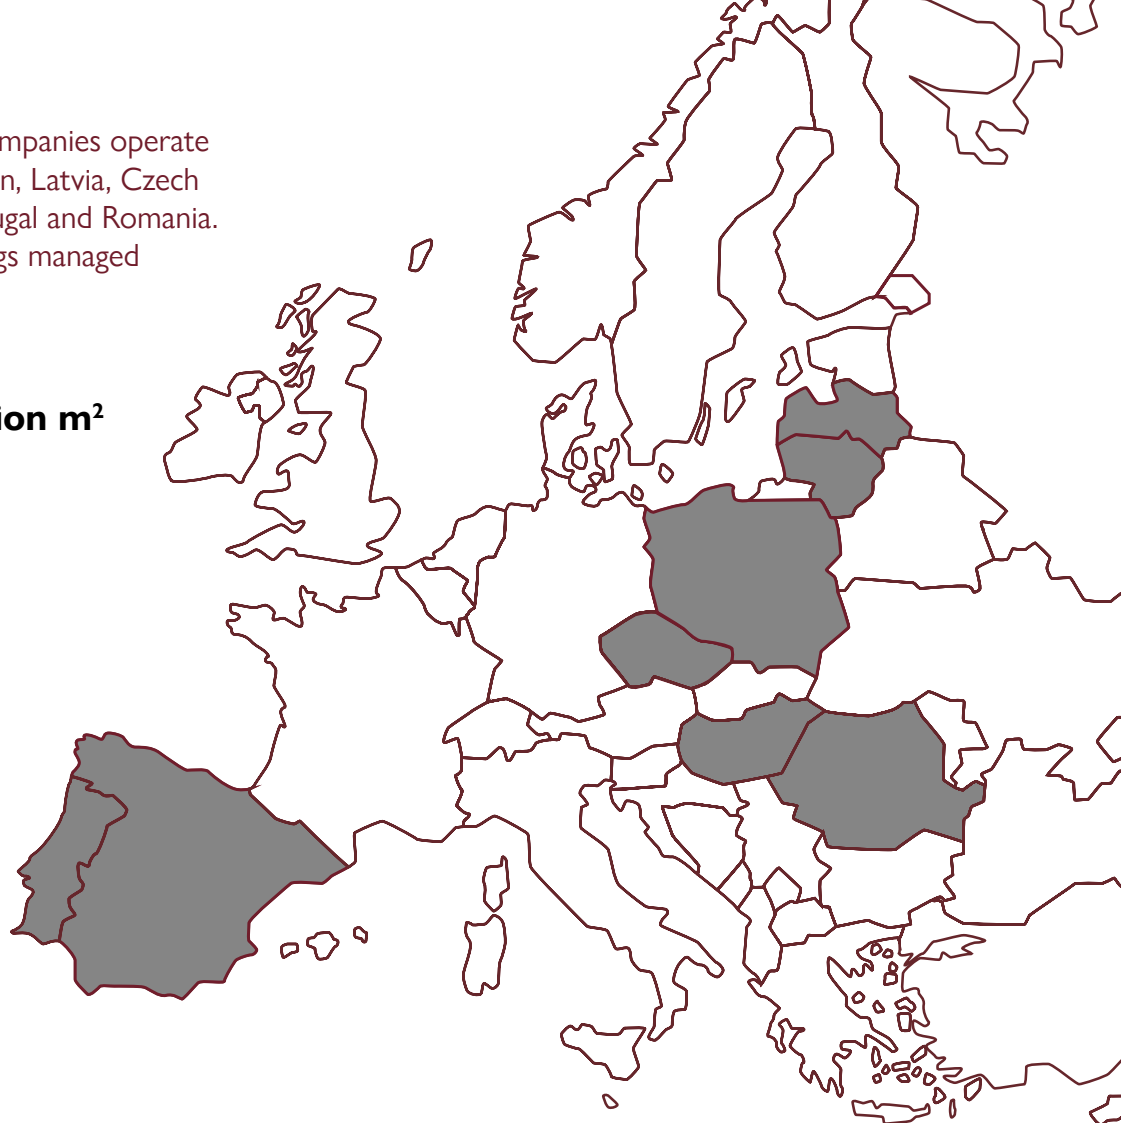 mpanies operate
n, Latvia, Czech
ugal and Romania.
gs managed
ion m²